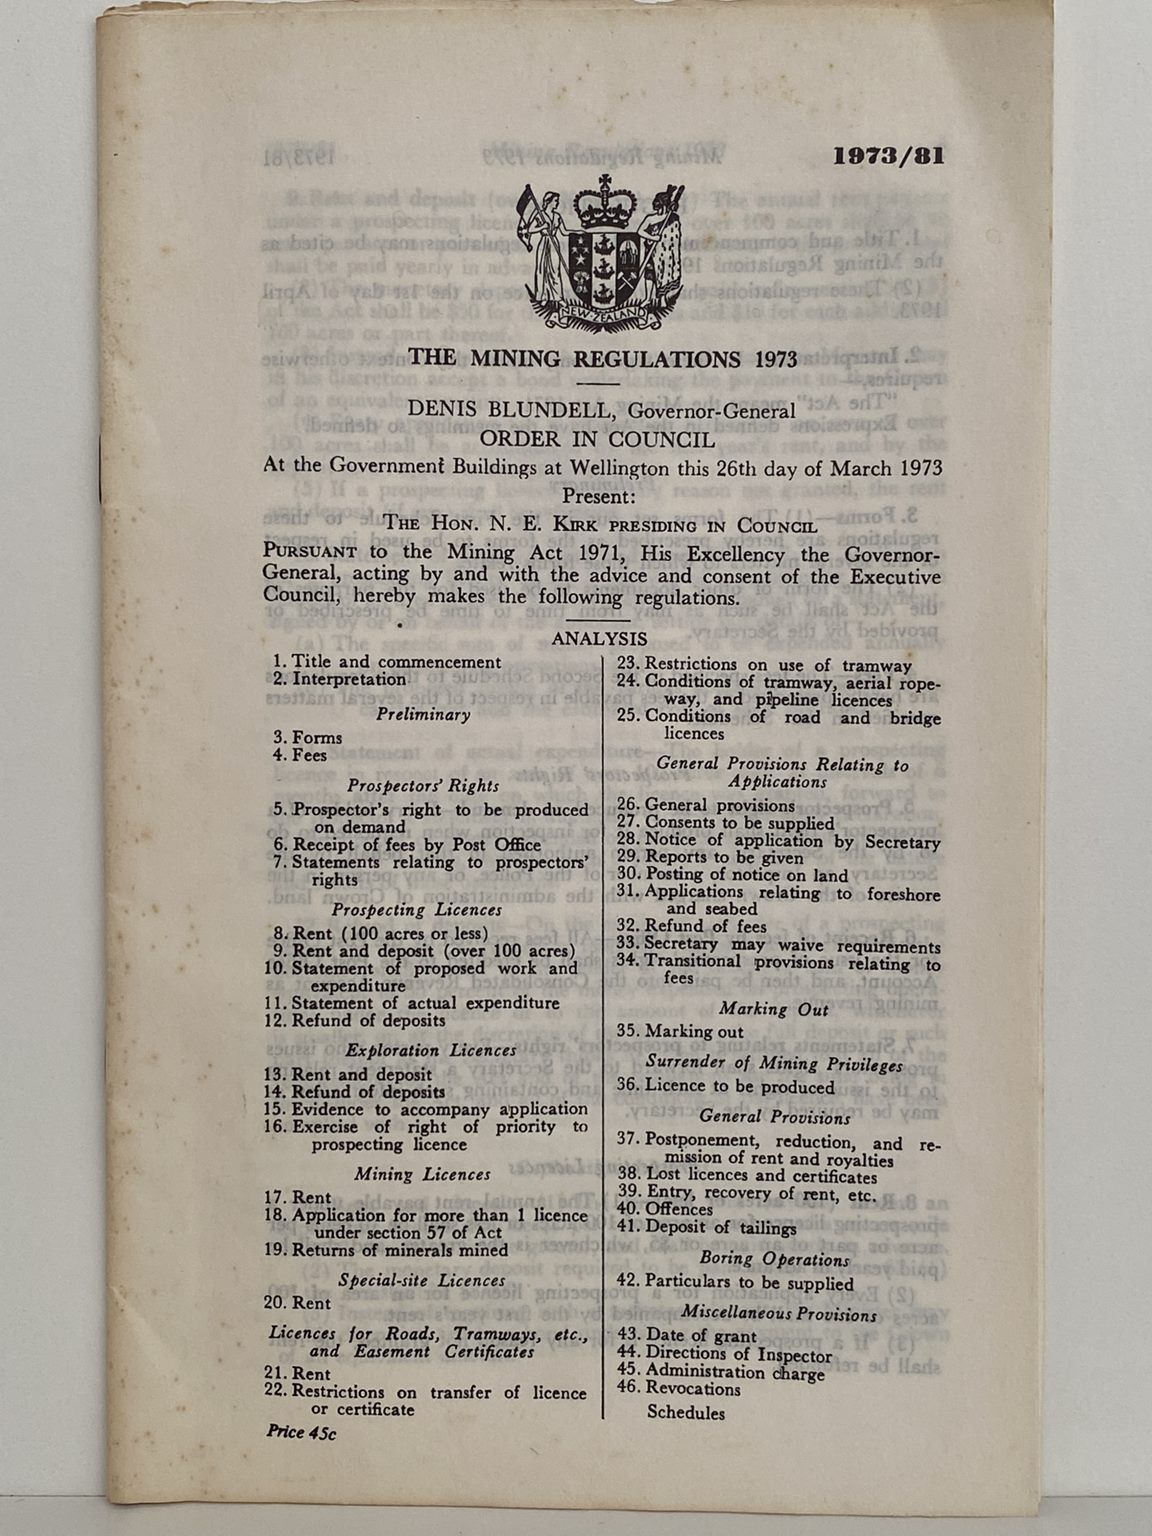 1973/81
NEW ZEALAND
THE MINING REGULATIONS 1973
DENIS BLUNDELL, Governor-General
ORDER IN COUNCIL
At the Government Buildings at Wellington this 26th day of March 1973
Present:
THE HON. N. E. KIRK PRESIDING IN COUNCIL
PURSUANT to the Mining Act 1971, His Excellency the Governor-
General, acting by and with the advice and consent of the Executive
Council, hereby makes the following regulations.
ANALYSIS
1. Title and commencement
2. Interpretation
Preliminary
3. Forms
4. Fees
Prospectors' Rights
5. Prospector's right to be produced
on demand
6. Receipt of fees by Post Office
7. Statements relating to prospectors'
rights
Prospecting Licences
8. Rent (100 acres or less)
9. Rent and deposit (over 100 acres)
10. Statement of proposed work and
expenditure
11. Statement of actual expenditure
12. Refund of deposits
Exploration Licences
13. Rent and deposit
14. Refund of deposits
15. Evidence to accompany application
16. Exercise of right of priority to
prospecting licence
Mining Licences
17. Rent
18. Application for more than 1 licence
under section 57 of Act
19. Returns of minerals mined
Special-site Licences
20. Rent
Licences for Roads, Tramways, etc.,
and Easement Certificates
21. Rent
22. Restrictions on transfer of licence
or certificate
Price 45c
23. Restrictions on use of tramway
24. Conditions of tramway, aerial rope-
way, and pipeline licences
25. Conditions of road and bridge
licences
General Provisions Relating to
Applications
26. General provisions
27. Consents to be supplied
28. Notice of application by Secretary
29. Reports to be given
30. Posting of notice on land
31. Applications relating to foreshore
and seabed
32. Refund of fees
33. Secretary may waive requirements
34. Transitional provisions relating to
fees
Marking Out
35. Marking out
Surrender of Mining Privileges
36. Licence to be produced
General Provisions
37. Postponement, reduction, and re-
mission of rent and royalties
38. Lost licences and certificates
39. Entry, recovery of rent, etc.
40. Offences
41. Deposit of tailings
Boring Operations
42. Particulars to be supplied
Miscellaneous Provisions
43. Date of grant
44. Directions of Inspector
45. Administration charge
46. Revocations
Schedules